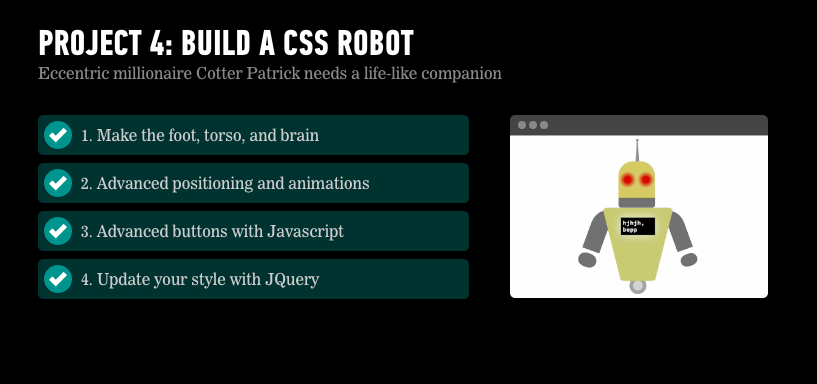 PROJECT 4: BUILD A CSS ROBOT
Eccentric millionaire Cotter Patrick needs a life-like companion
1. Make the foot, torso, and brain
2. Advanced positioning and animations
3. Advanced buttons with Javascript
4. Update your style with JQuery
hjhjh,
bepp